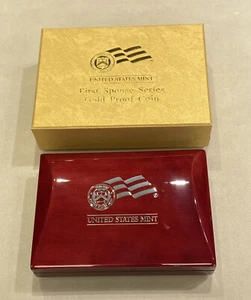 UNITED STATES MINT
First Spouse Series
Gold Proof Coin
UNITED STATES MINT